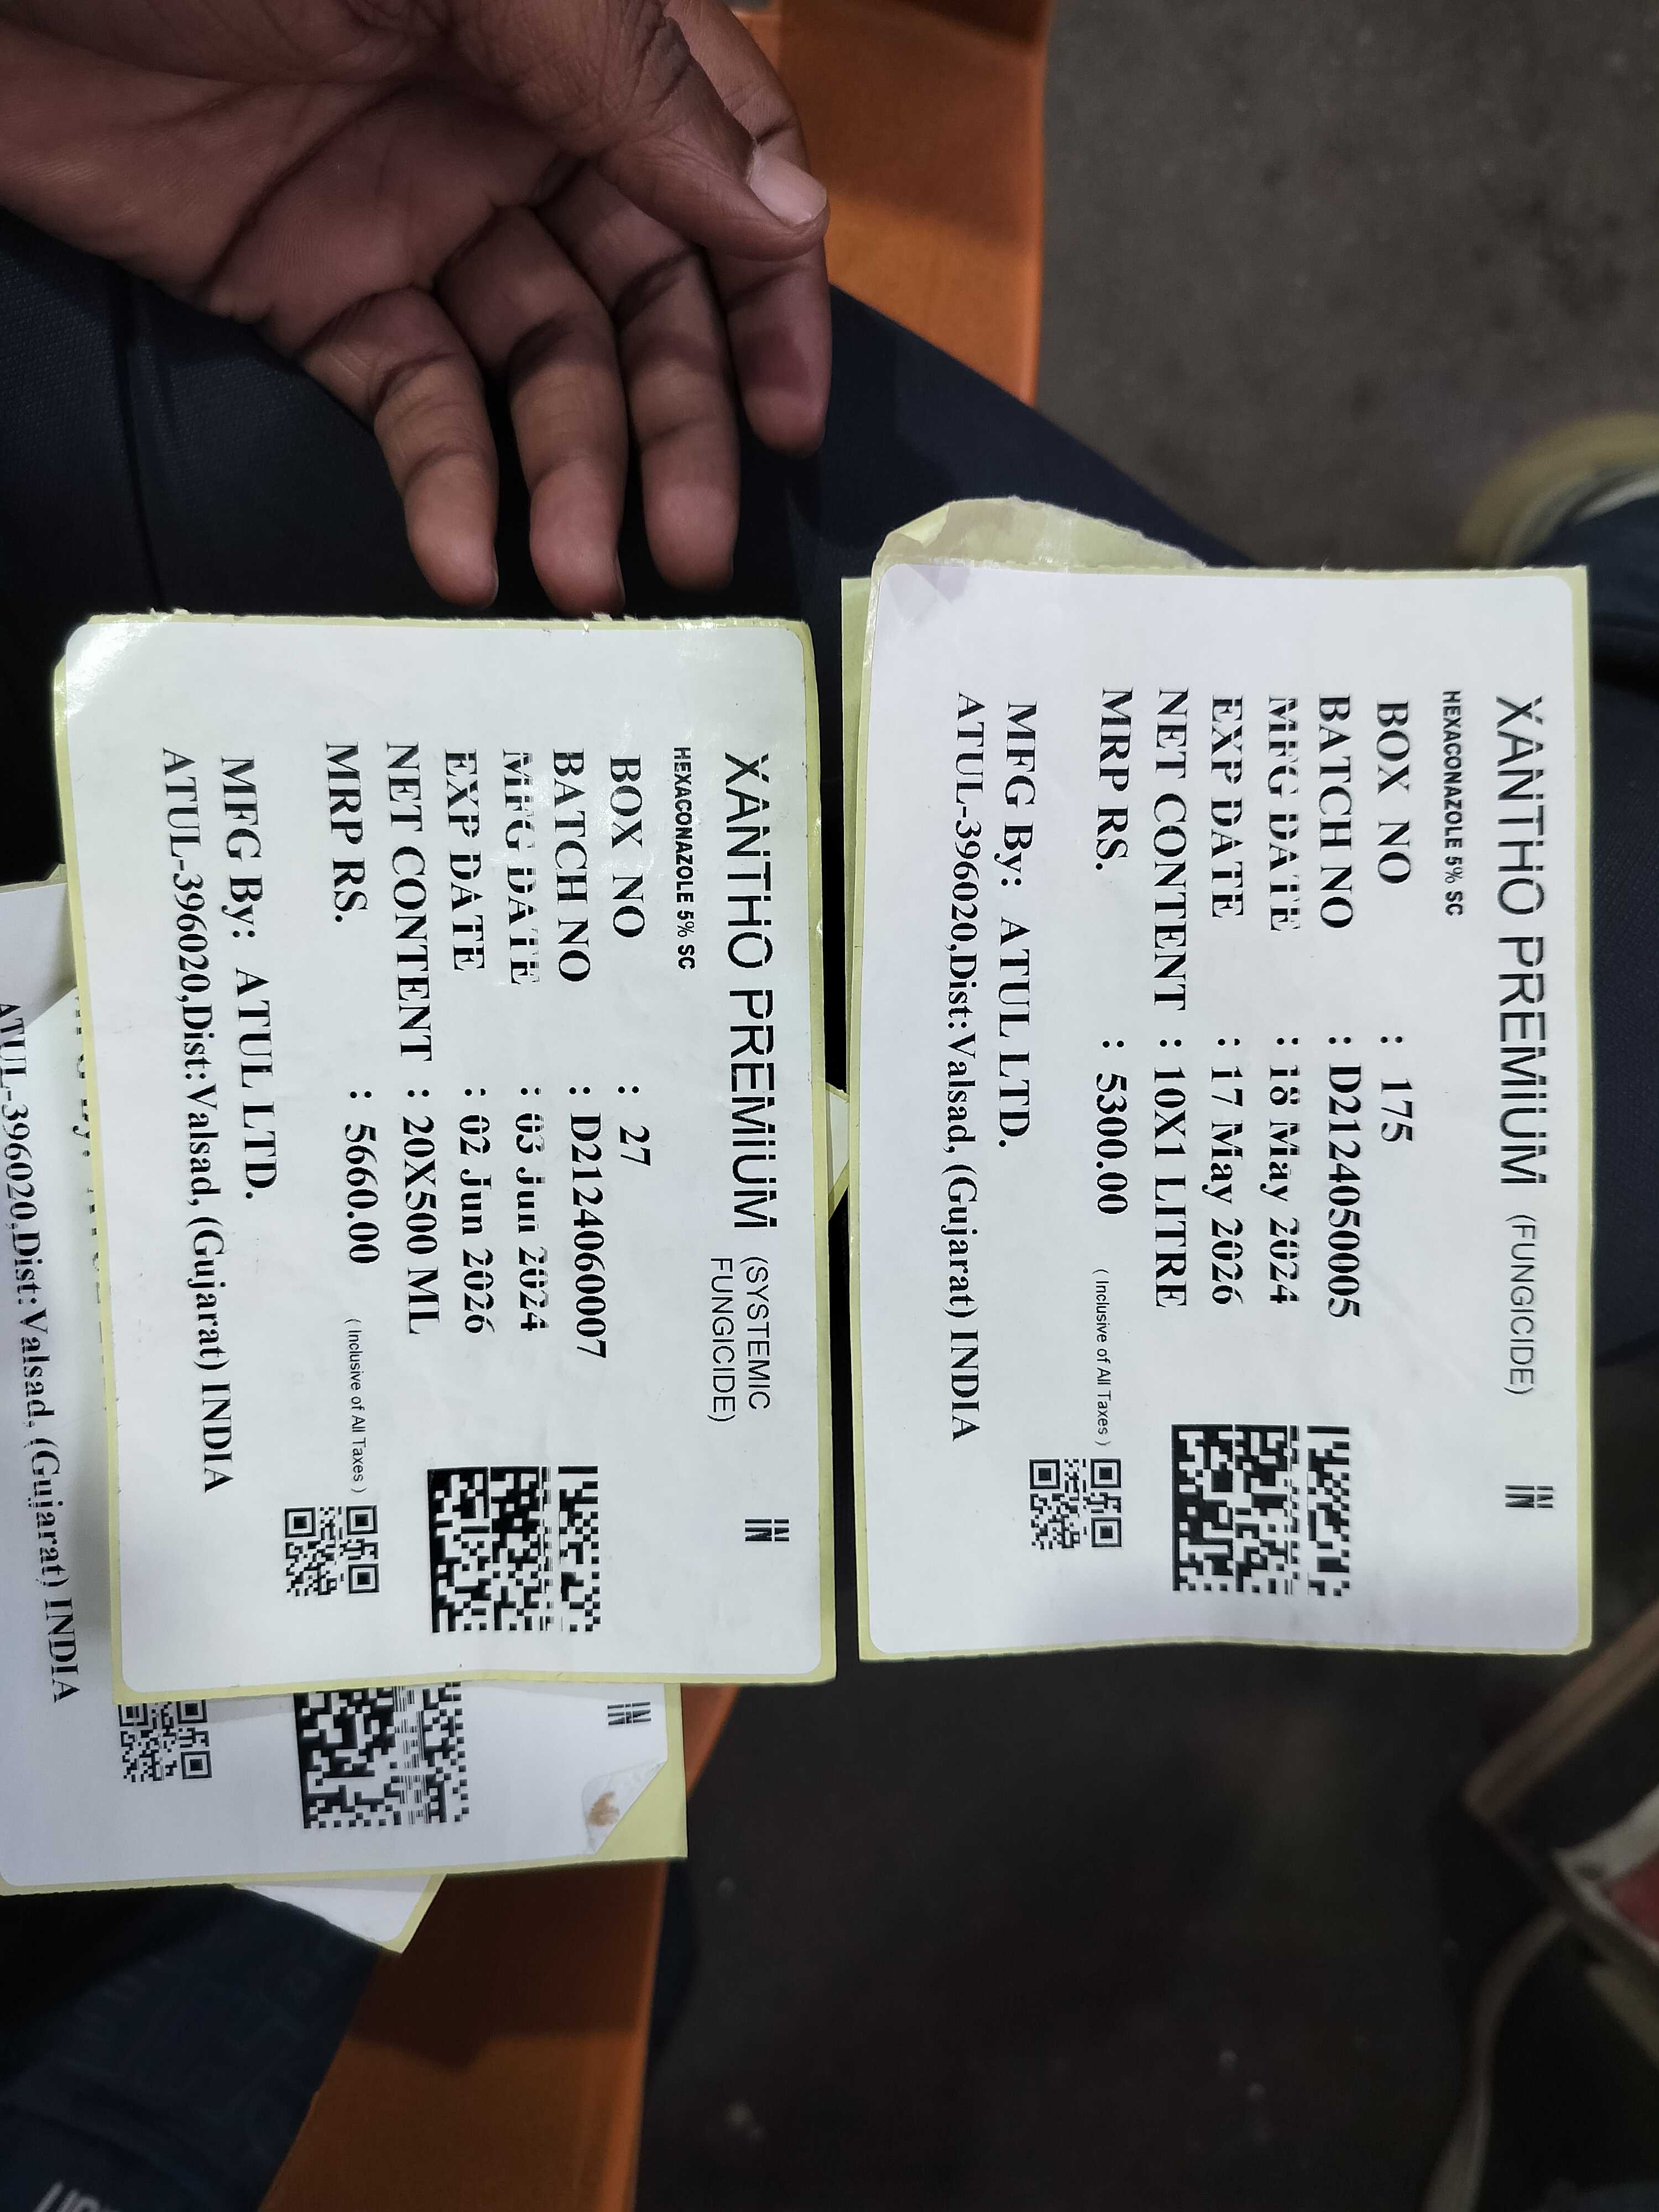 XANTHO PREMIUM (FUNGICIDE) IN
HEXACONAZOLE 5% SC
BOX NO : 175
BATCH NO : D2124050005
MFG DATE : 18 May 2024
EXP DATE : 17 May 2026
NET CONTENT : 10X1 LITRE
MRP RS. : 5300.00 ( Inclusive of All Taxes )
MFG By: ATUL LTD.
ATUL-396020,Dist:Valsad, (Gujarat) INDIA
XANTHO PREMIUM (SYSTEMIC FUNGICIDE) IN
HEXACONAZOLE 5% SC
BOX NO : 27
BATCH NO : D2124060007
MFG DATE : 03 Jun 2024
EXP DATE : 02 Jun 2026
NET CONTENT : 20X500 ML
MRP RS. : 5660.00 ( Inclusive of All Taxes )
MFG By: ATUL LTD.
ATUL-396020,Dist:Valsad, (Gujarat) INDIA
IN
ATUL-396020,Dist:Valsad, (Gujarat) INDIA